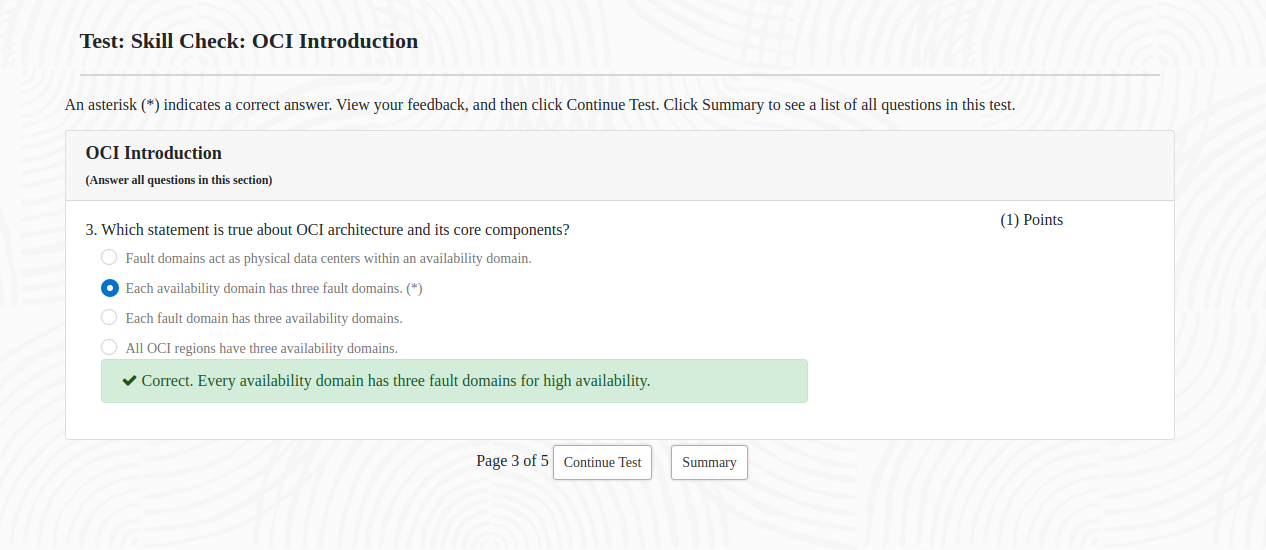 Test: Skill Check: OCI Introduction
An asterisk (*) indicates a correct answer. View your feedback, and then click Continue Test. Click Summary to see a list of all questions in this test.
OCI Introduction
(Answer all questions in this section)
3. Which statement is true about OCI architecture and its core components?
(1) Points
Fault domains act as physical data centers within an availability domain.
Each availability domain has three fault domains. (*)
Each fault domain has three availability domains.
All OCI regions have three availability domains.
Correct. Every availability domain has three fault domains for high availability.
Page 3 of 5 Continue Test Summary